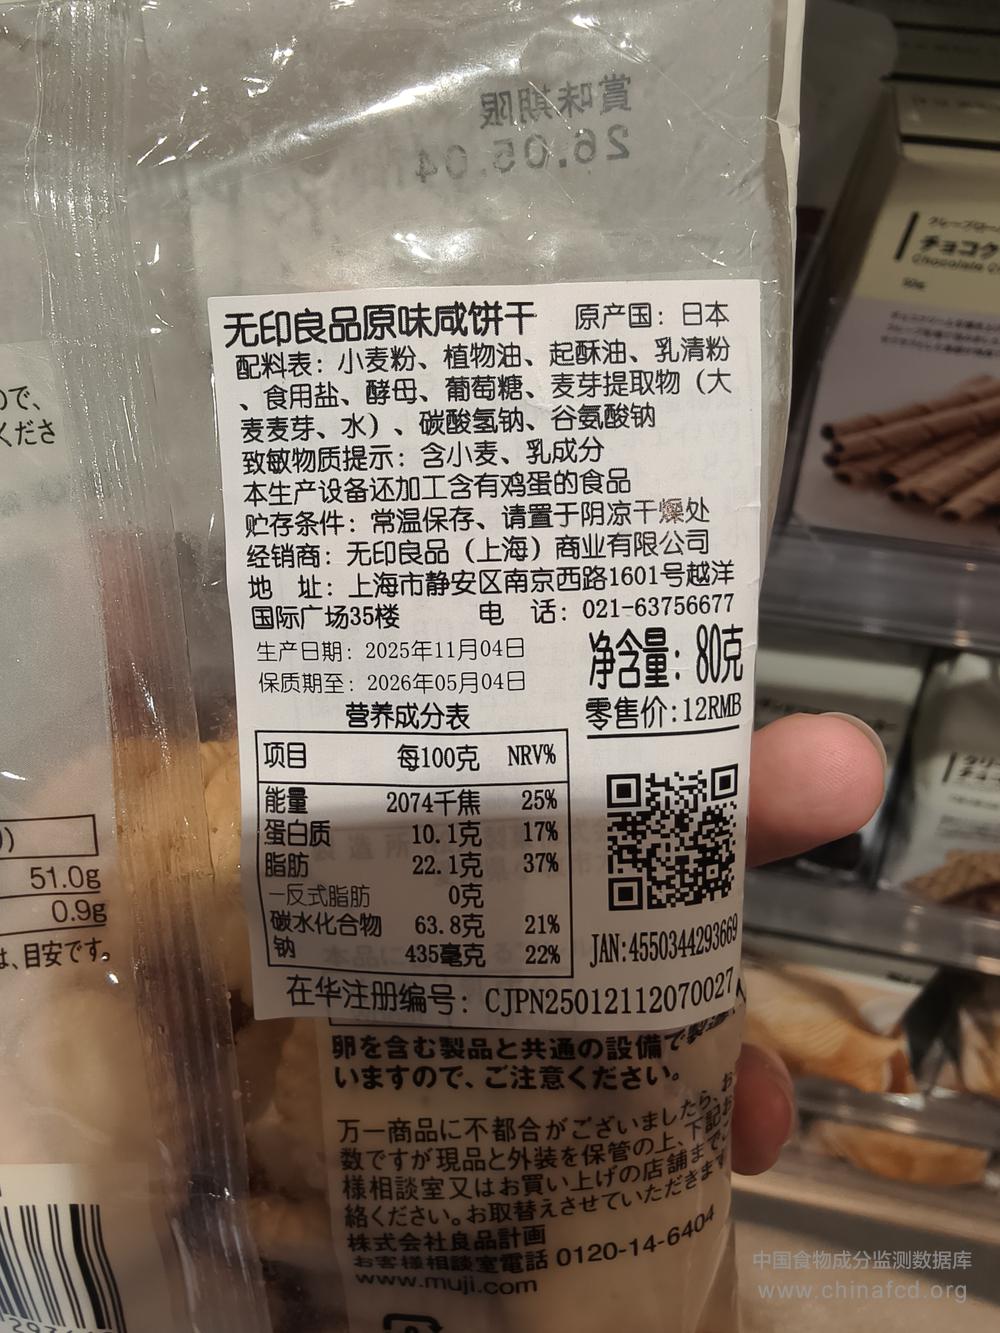 賞味期限
26.05.04
無印良品原味咸饼干 原产国：日本
配料表：小麦粉、植物油、起酥油、乳清粉
、食用盐、酵母、葡萄糖、麦芽提取物（大
麦麦芽、水）、碳酸氢钠、谷氨酸钠
致敏物质提示：含小麦、乳成分
本生产设备还加工含有鸡蛋的食品
贮存条件：常温保存、请置于阴凉干燥处
经销商：无印良品（上海）商业有限公司
地 址：上海市静安区南京西路1601号越洋
国际广场35楼 电 话：021-63756677
生产日期：2025年11月04日
保质期至：2026年05月04日
净含量：80克
零售价:12RMB
营养成分表
项目 每100克 NRV%
能量 2074千焦 25%
蛋白质 10.1克 17%
脂肪 22.1克 37%
—反式脂肪 0克
碳水化合物 63.8克 21%
钠 435毫克 22%
JAN:4550344293669
在华注册编号：CJPN25012112070027
卵を含む製品と共通の設備で製造
いますので、ご注意ください。
万一商品に不都合がございましたら、お
数ですが現品と外装を保管の上、下記お
様相談室又はお買い上げの店舗まで
絡ください。お取替えさせていただきます
株式会社良品計画
お客様相談室電話 0120-14-6404
www.muji.com
ので、
くださ
51.0g
0.9g
は、目安です。
チョコク
Chocolate C
中国食物成分监测数据库
www.chinafcd.org